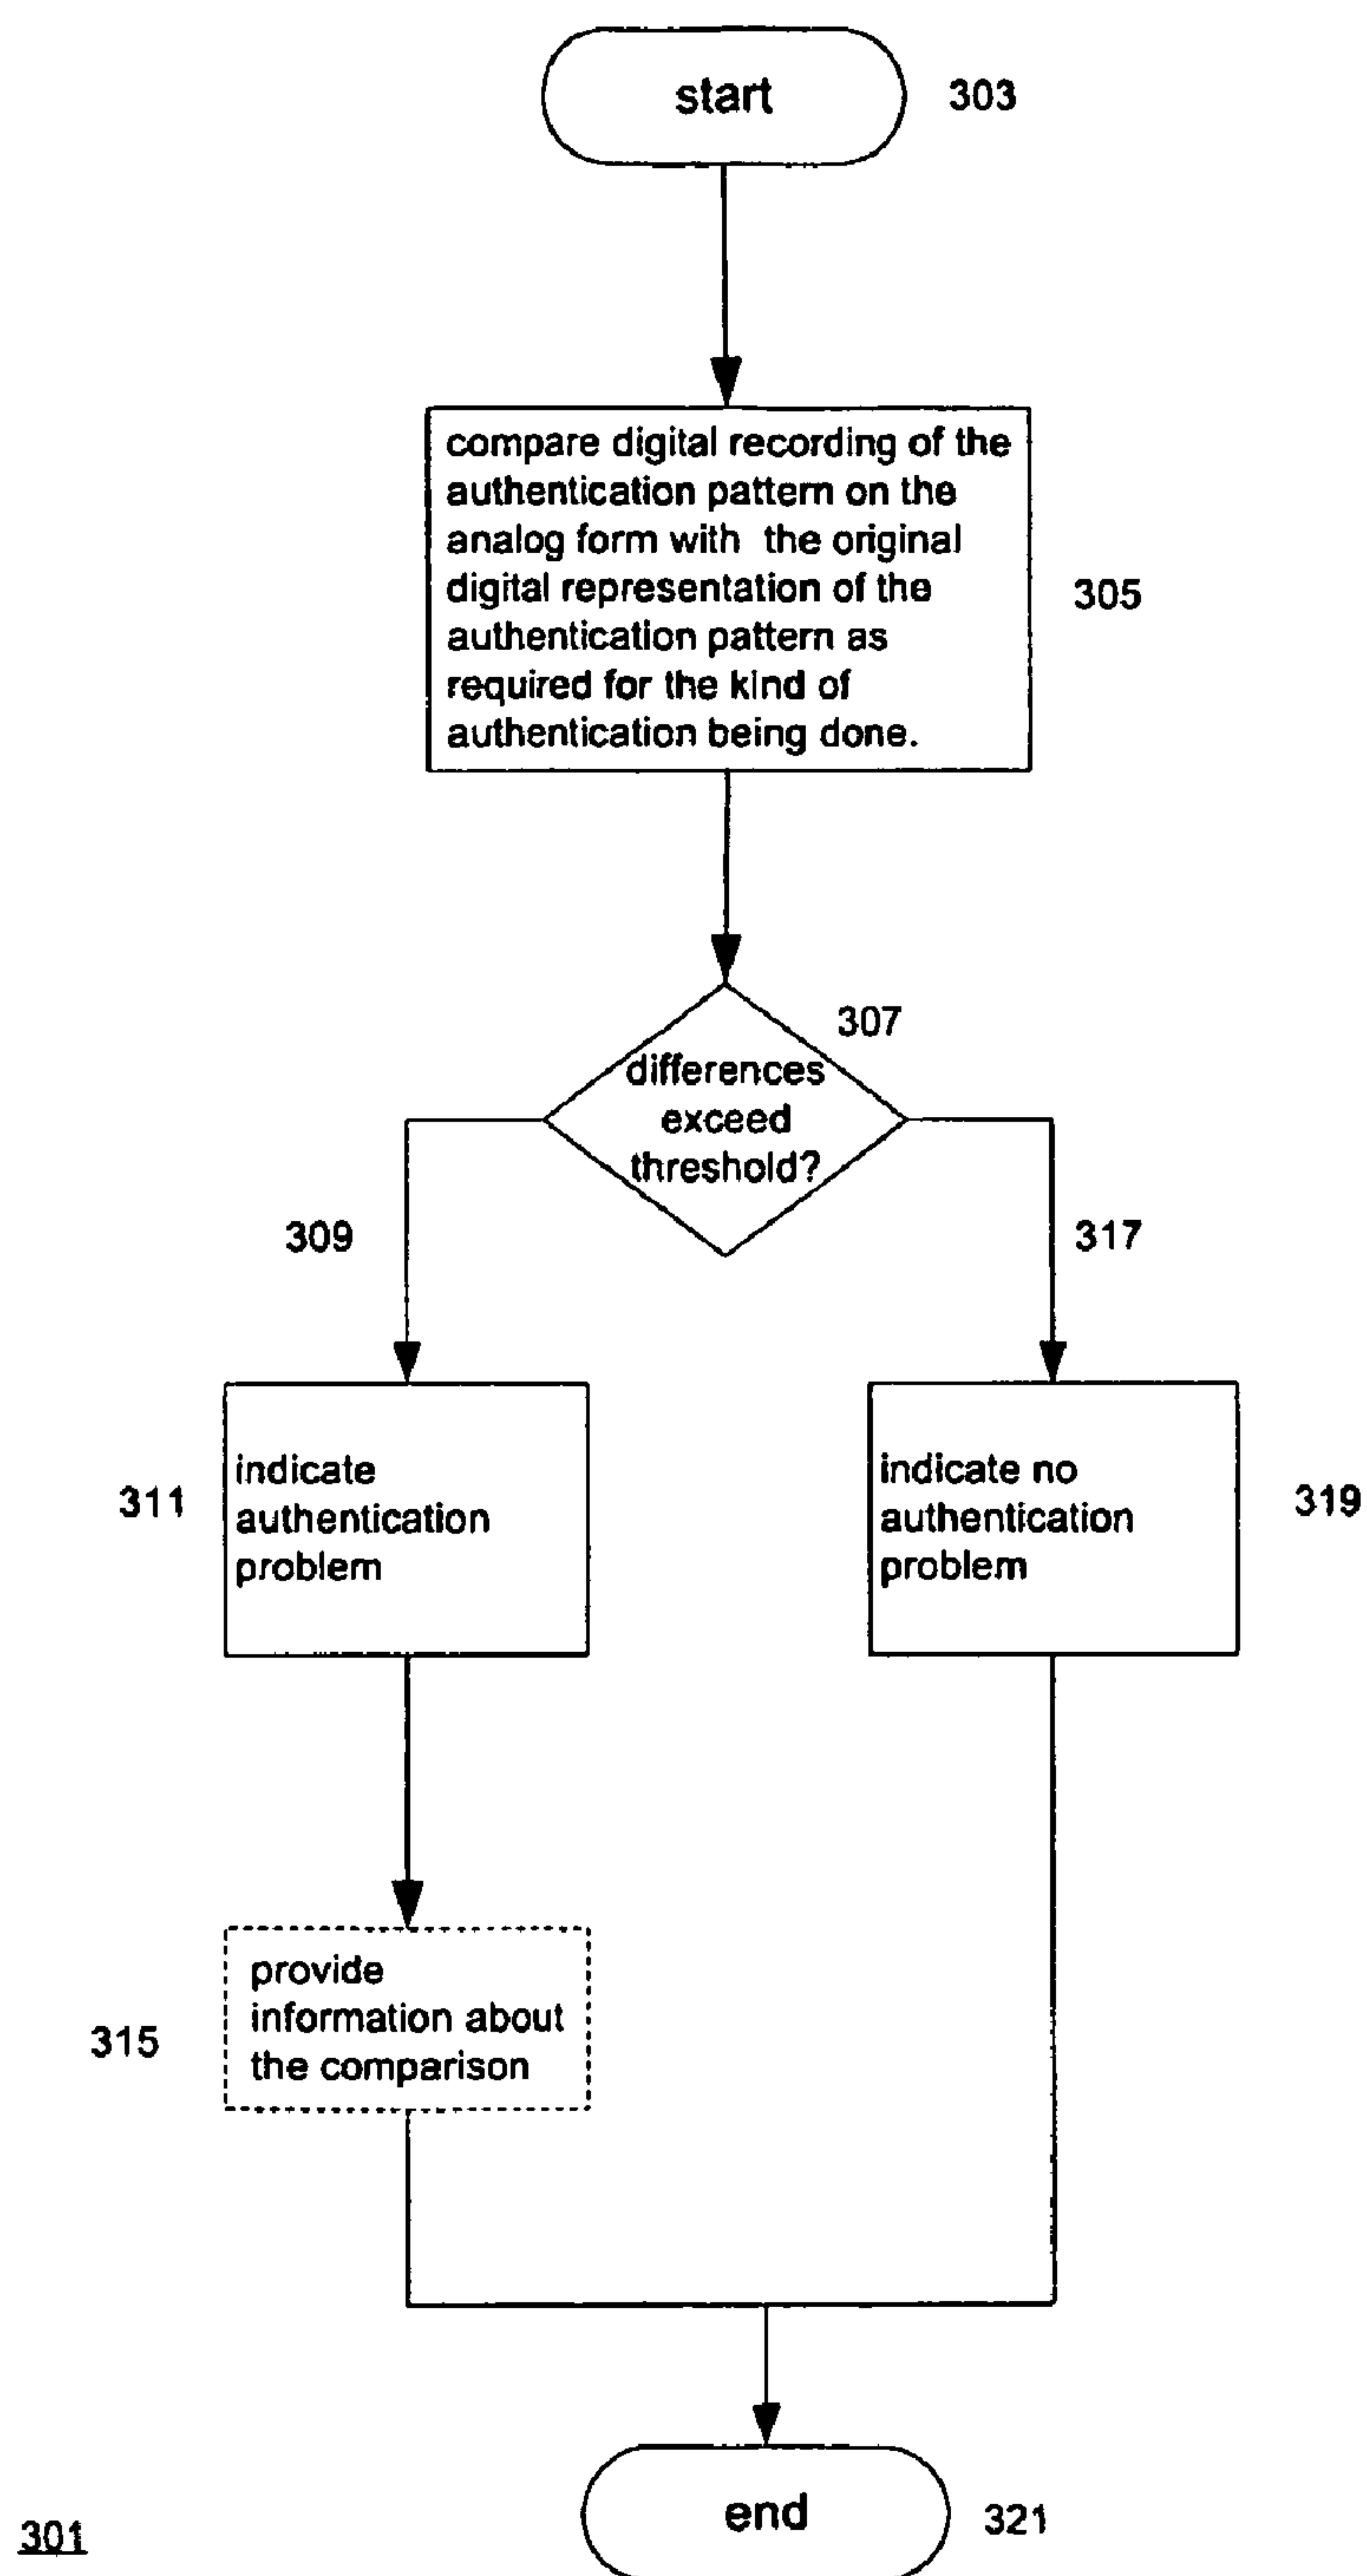 start
303
compare digital recording of the
authentication pattern on the
analog form with the original
digital representation of the
authentication pattern as
required for the kind of
authentication being done.
305
307
differences
exceed
threshold?
309
317
311
indicate
authentication
problem
indicate no
authentication
problem
319
315
provide
information about
the comparison
end
321
301